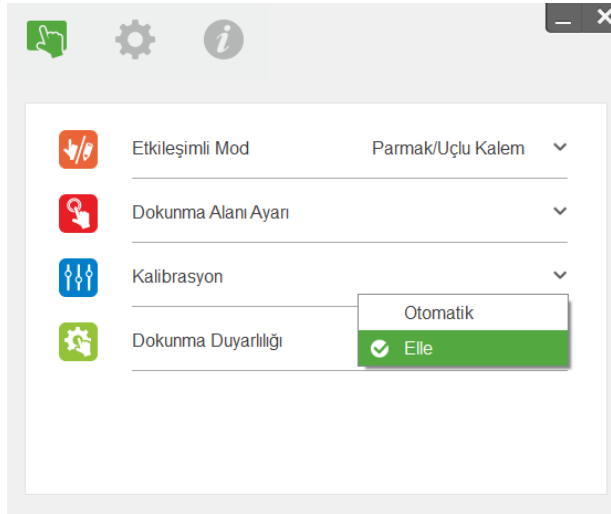 Etkileşimli Mod Parmak/Uçlu Kalem
Dokunma Alanı Ayarı
Kalibrasyon
Otomatik
Dokunma Duyarlılığı
Elle